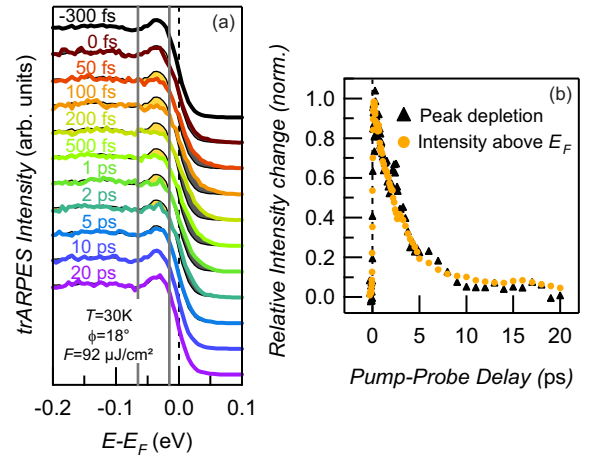 (a)
-300 fs
0 fs
50 fs
100 fs
200 fs
500 fs
1 ps
2 ps
5 ps
10 ps
20 ps
T=30K
ϕ=18°
F=92 µJ/cm²
trARPES Intensity (arb. units)
-0.2 -0.1 0.0 0.1
E-E_F (eV)
(b)
Peak depletion
Intensity above E_F
Relative Intensity change (norm.)
1.0
0.8
0.6
0.4
0.2
0.0
0 5 10 15 20
Pump-Probe Delay (ps)